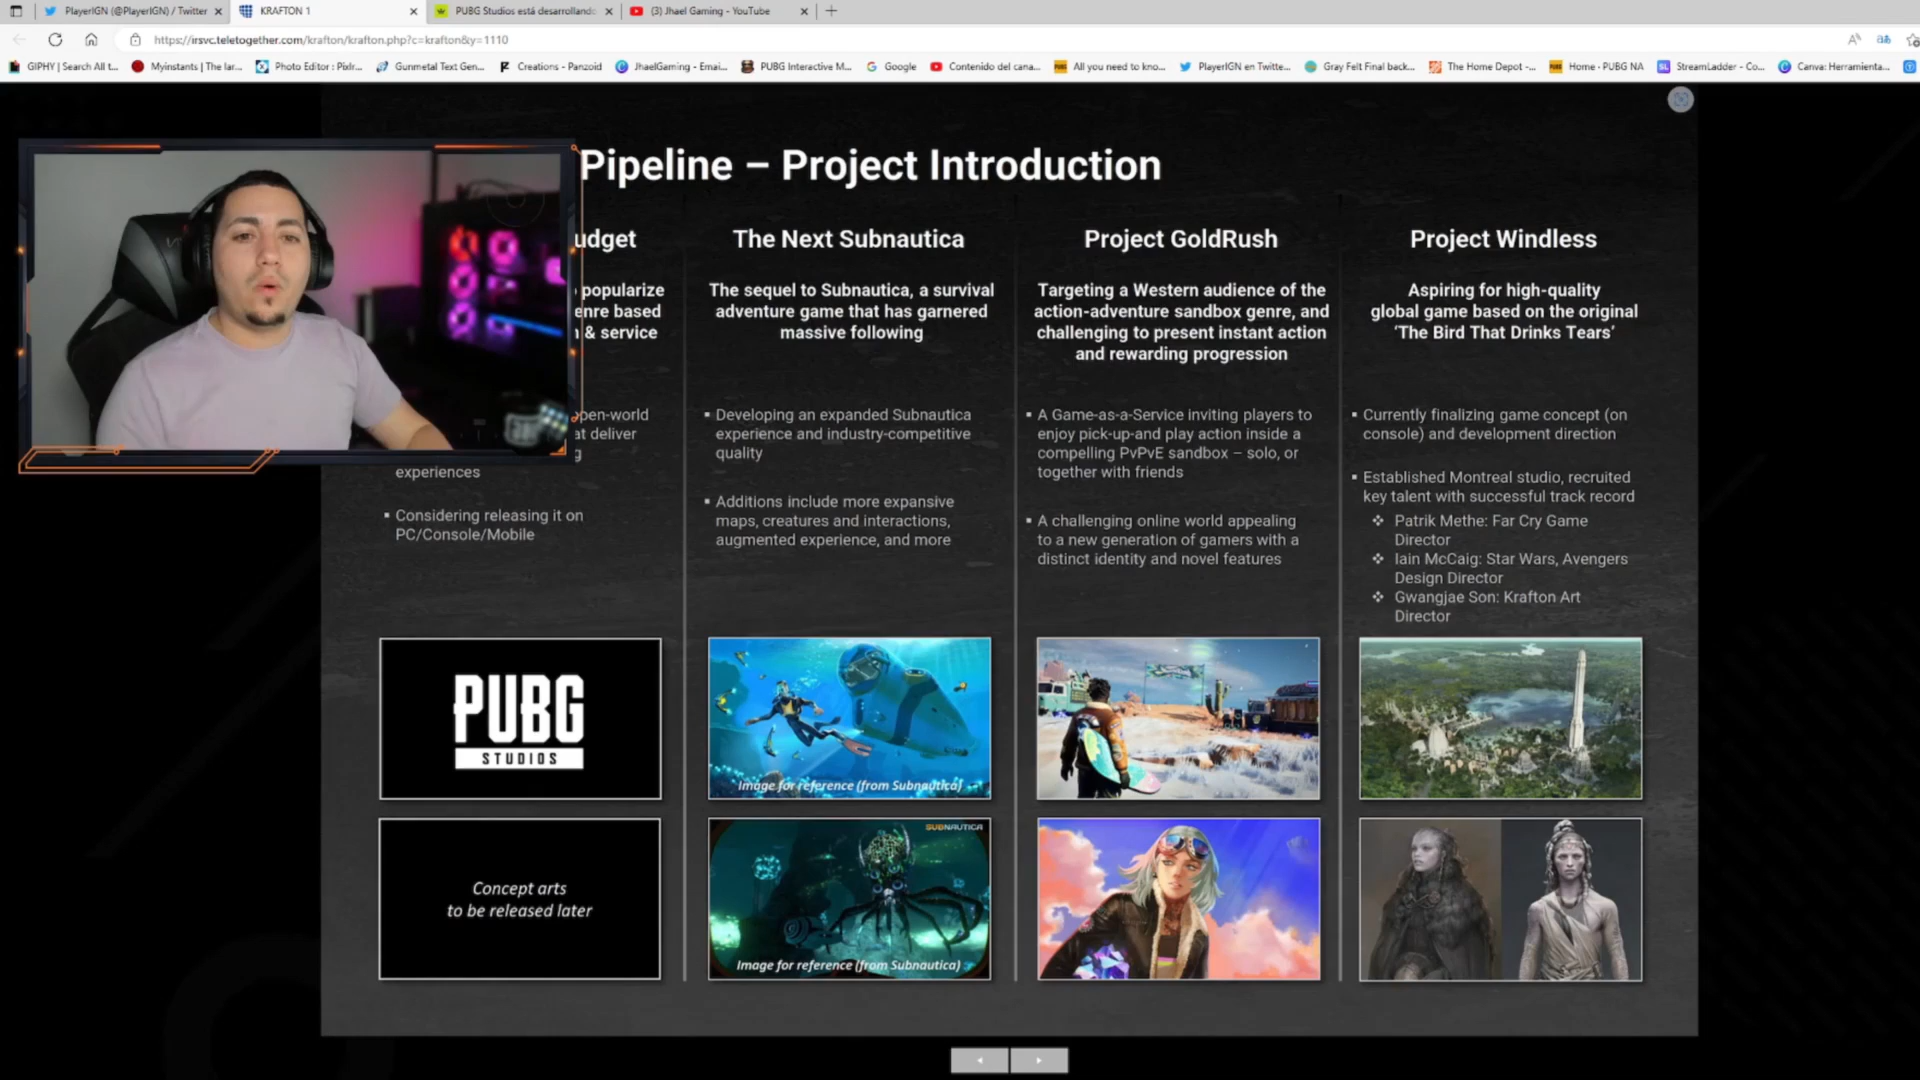 PlayerIGN (@PlayerIGN) / Twitter
KRAFTON 1
PUBG Studios está desarrollando
(3) Jhael Gaming - YouTube
https://irsvc.teletogether.com/krafton/krafton.php?c=krafton&y=1110
GIPHY | Search All t...
Myinstants | The lar...
Photo Editor : Pixlr...
Gunmetal Text Gen...
Creations - Panzoid
JhaelGaming - Emai...
PUBG Interactive M...
Google
Contenido del cana...
All you need to kno...
PlayerIGN en Twitte...
Gray Felt Final back...
The Home Depot -...
Home - PUBG NA
StreamLadder - Co...
Canva: Herramienta...
Pipeline – Project Introduction
udget
popularize
enre based
& service
pen-world
at deliver
g
experiences
▪ Considering releasing it on
PC/Console/Mobile
PUBG
STUDIOS
Concept arts
to be released later
The Next Subnautica
The sequel to Subnautica, a survival
adventure game that has garnered
massive following
▪ Developing an expanded Subnautica
experience and industry-competitive
quality
▪ Additions include more expansive
maps, creatures and interactions,
augmented experience, and more
Image for reference (from Subnautica)
SUBNAUTICA
Image for reference (from Subnautica)
Project GoldRush
Targeting a Western audience of the
action-adventure sandbox genre, and
challenging to present instant action
and rewarding progression
▪ A Game-as-a-Service inviting players to
enjoy pick-up-and play action inside a
compelling PvPvE sandbox – solo, or
together with friends
▪ A challenging online world appealing
to a new generation of gamers with a
distinct identity and novel features
Project Windless
Aspiring for high-quality
global game based on the original
‘The Bird That Drinks Tears’
▪ Currently finalizing game concept (on
console) and development direction
▪ Established Montreal studio, recruited
key talent with successful track record
❖ Patrik Methe: Far Cry Game
Director
❖ Iain McCaig: Star Wars, Avengers
Design Director
❖ Gwangjae Son: Krafton Art
Director